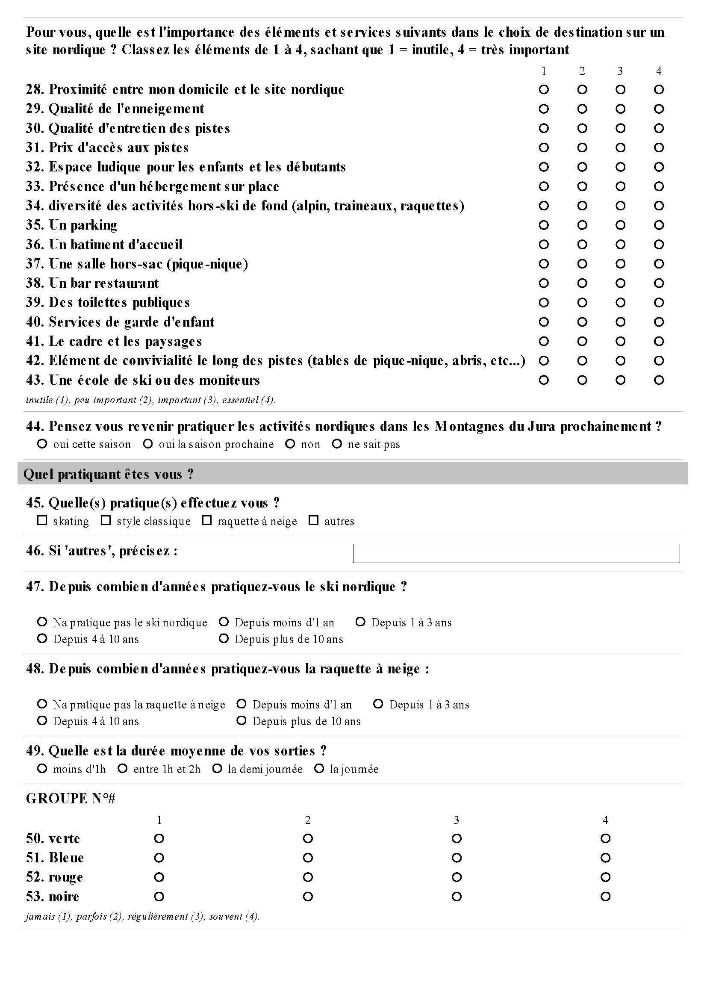 Pour vous, quelle est l'importance des éléments et services suivants dans le choix de destination sur un
site nordique ? Classez les éléments de 1 à 4, sachant que 1 = inutile, 4 = très important
1 2 3 4
28. Proximité entre mon domicile et le site nordique
29. Qualité de l'enneigement
30. Qualité d'entretien des pistes
31. Prix d'accès aux pistes
32. Espace ludique pour les enfants et les débutants
33. Présence d'un hébergement sur place
34. diversité des activités hors-ski de fond (alpin, traineaux, raquettes)
35. Un parking
36. Un batiment d'accueil
37. Une salle hors-sac (pique-nique)
38. Un bar restaurant
39. Des toilettes publiques
40. Services de garde d'enfant
41. Le cadre et les paysages
42. Elément de convivialité le long des pistes (tables de pique-nique, abris, etc...)
43. Une école de ski ou des moniteurs
inutile (1), peu important (2), important (3), essentiel (4).
44. Pensez vous revenir pratiquer les activités nordiques dans les Montagnes du Jura prochainement ?
oui cette saison oui la saison prochaine non ne sait pas
Quel pratiquant êtes vous ?
45. Quelle(s) pratique(s) effectuez vous ?
skating style classique raquette à neige autres
46. Si 'autres', précisez :
47. Depuis combien d'années pratiquez-vous le ski nordique ?
Na pratique pas le ski nordique Depuis moins d'1 an Depuis 1 à 3 ans
Depuis 4 à 10 ans Depuis plus de 10 ans
48. Depuis combien d'années pratiquez-vous la raquette à neige :
Na pratique pas la raquette à neige Depuis moins d'1 an Depuis 1 à 3 ans
Depuis 4 à 10 ans Depuis plus de 10 ans
49. Quelle est la durée moyenne de vos sorties ?
moins d'1h entre 1h et 2h la demi journée la journée
GROUPE N°#
1 2 3 4
50. verte
51. Bleue
52. rouge
53. noire
jamais (1), parfois (2), régulièrement (3), souvent (4).